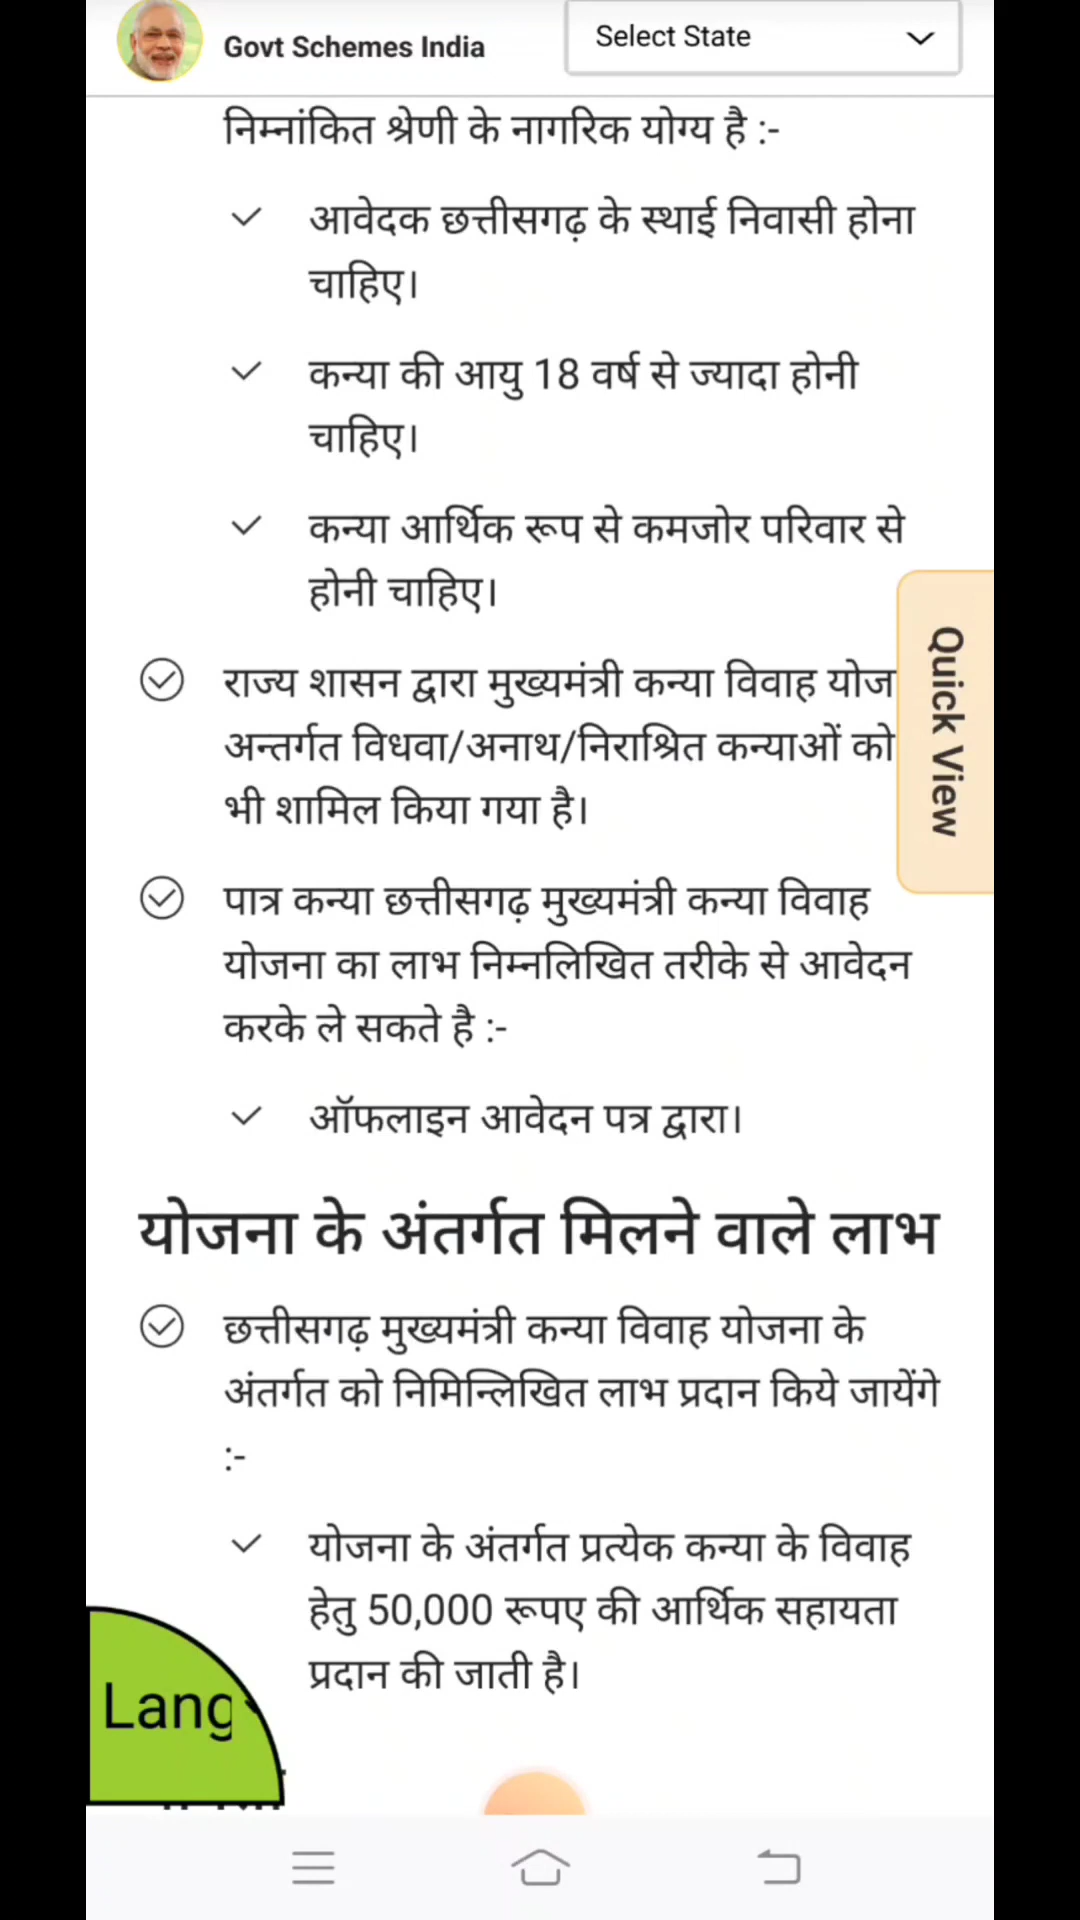 Govt Schemes India
Select State
निम्नांकित श्रेणी के नागरिक योग्य है :-
आवेदक छत्तीसगढ़ के स्थाई निवासी होना
चाहिए।
कन्या की आयु 18 वर्ष से ज्यादा होनी
चाहिए।
कन्या आर्थिक रूप से कमजोर परिवार से
होनी चाहिए।
राज्य शासन द्वारा मुख्यमंत्री कन्या विवाह योज
अन्तर्गत विधवा/अनाथ/निराश्रित कन्याओं को
भी शामिल किया गया है।
Quick View
पात्र कन्या छत्तीसगढ़ मुख्यमंत्री कन्या विवाह
योजना का लाभ निम्नलिखित तरीके से आवेदन
करके ले सकते है :-
ऑफलाइन आवेदन पत्र द्वारा।
योजना के अंतर्गत मिलने वाले लाभ
छत्तीसगढ़ मुख्यमंत्री कन्या विवाह योजना के
अंतर्गत को निमिन्लिखित लाभ प्रदान किये जायेंगे
:-
योजना के अंतर्गत प्रत्येक कन्या के विवाह
हेतु 50,000 रूपए की आर्थिक सहायता
प्रदान की जाती है।
Lang